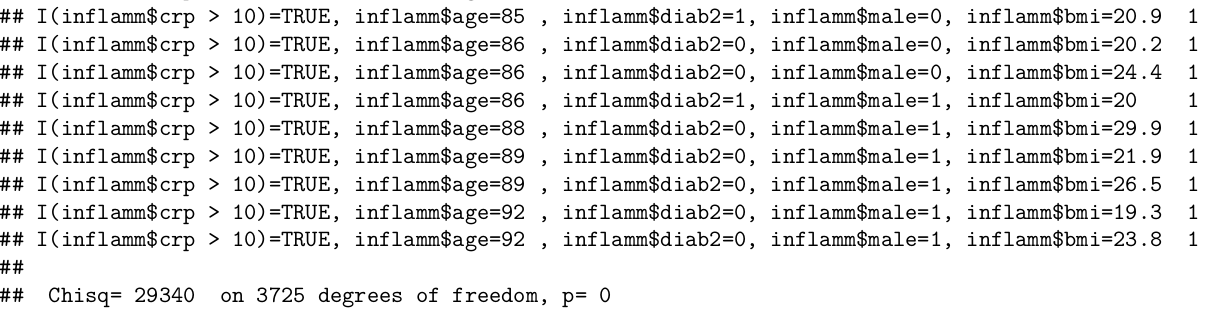 ## I(inflamm$crp > 10)=TRUE, inflamm$age=85 , inflamm$diab2=1, inflamm$male=0, inflamm$bmi=20.9  1
## I(inflamm$crp > 10)=TRUE, inflamm$age=86 , inflamm$diab2=0, inflamm$male=0, inflamm$bmi=20.2  1
## I(inflamm$crp > 10)=TRUE, inflamm$age=86 , inflamm$diab2=0, inflamm$male=0, inflamm$bmi=24.4  1
## I(inflamm$crp > 10)=TRUE, inflamm$age=86 , inflamm$diab2=1, inflamm$male=1, inflamm$bmi=20    1
## I(inflamm$crp > 10)=TRUE, inflamm$age=88 , inflamm$diab2=0, inflamm$male=1, inflamm$bmi=29.9  1
## I(inflamm$crp > 10)=TRUE, inflamm$age=89 , inflamm$diab2=0, inflamm$male=1, inflamm$bmi=21.9  1
## I(inflamm$crp > 10)=TRUE, inflamm$age=89 , inflamm$diab2=0, inflamm$male=1, inflamm$bmi=26.5  1
## I(inflamm$crp > 10)=TRUE, inflamm$age=92 , inflamm$diab2=0, inflamm$male=1, inflamm$bmi=19.3  1
## I(inflamm$crp > 10)=TRUE, inflamm$age=92 , inflamm$diab2=0, inflamm$male=1, inflamm$bmi=23.8  1
##
##  Chisq= 29340  on 3725 degrees of freedom, p= 0